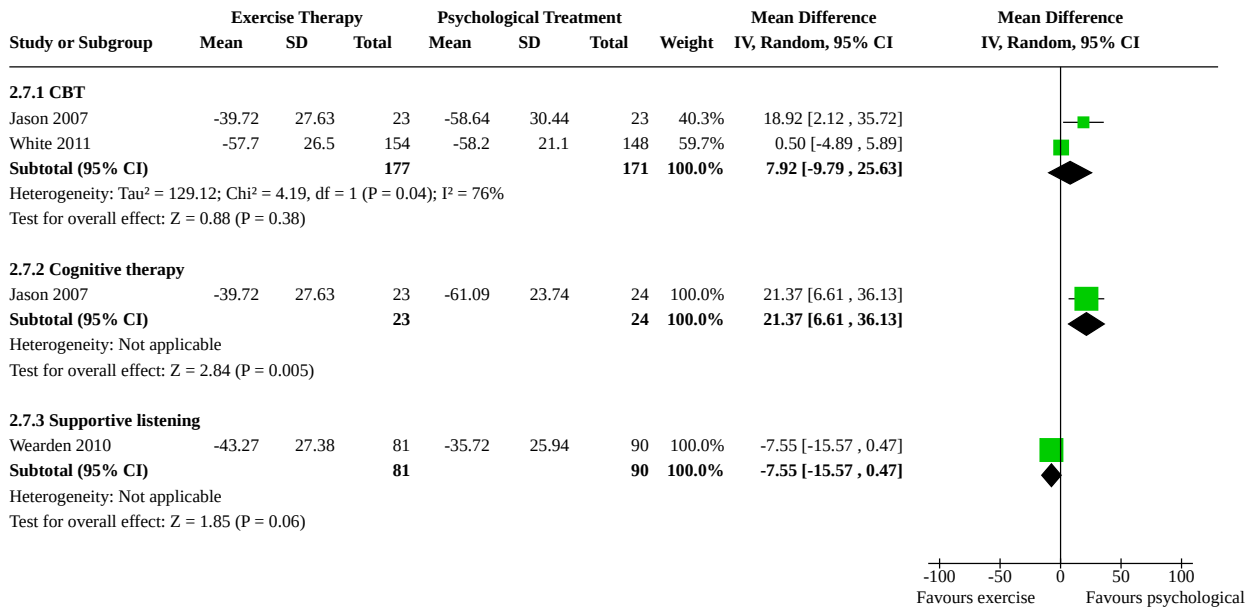 Exercise Therapy Psychological Treatment Mean Difference Mean Difference
Study or Subgroup Mean SD Total Mean SD Total Weight IV, Random, 95% CI IV, Random, 95% CI
2.7.1 CBT
Jason 2007 -39.72 27.63 23 -58.64 30.44 23 40.3% 18.92 [2.12 , 35.72]
White 2011 -57.7 26.5 154 -58.2 21.1 148 59.7% 0.50 [-4.89 , 5.89]
Subtotal (95% CI) 177 171 100.0% 7.92 [-9.79 , 25.63]
Heterogeneity: Tau² = 129.12; Chi² = 4.19, df = 1 (P = 0.04); I² = 76%
Test for overall effect: Z = 0.88 (P = 0.38)
2.7.2 Cognitive therapy
Jason 2007 -39.72 27.63 23 -61.09 23.74 24 100.0% 21.37 [6.61 , 36.13]
Subtotal (95% CI) 23 24 100.0% 21.37 [6.61 , 36.13]
Heterogeneity: Not applicable
Test for overall effect: Z = 2.84 (P = 0.005)
2.7.3 Supportive listening
Wearden 2010 -43.27 27.38 81 -35.72 25.94 90 100.0% -7.55 [-15.57 , 0.47]
Subtotal (95% CI) 81 90 100.0% -7.55 [-15.57 , 0.47]
Heterogeneity: Not applicable
Test for overall effect: Z = 1.85 (P = 0.06)
-100 -50 0 50 100
Favours exercise Favours psychological